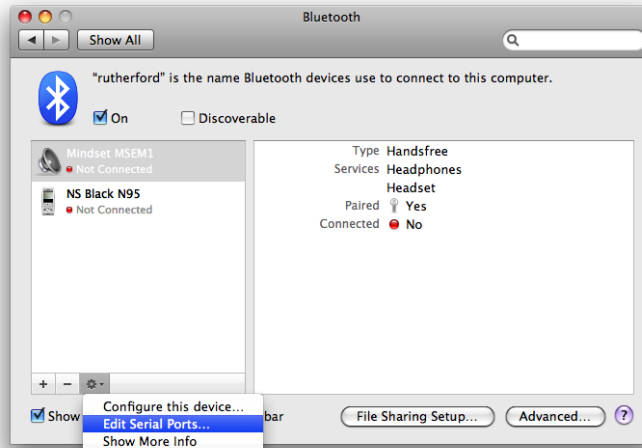 Bluetooth
Show All
"rutherford" is the name Bluetooth devices use to connect to this computer.
On
Discoverable
Mindset MSEM1
Not Connected
NS Black N95
Not Connected
Type Handsfree
Services Headphones
Headset
Paired Yes
Connected No
+ −
Configure this device...
Show bar File Sharing Setup... Advanced... ?
Edit Serial Ports...
Show More Info